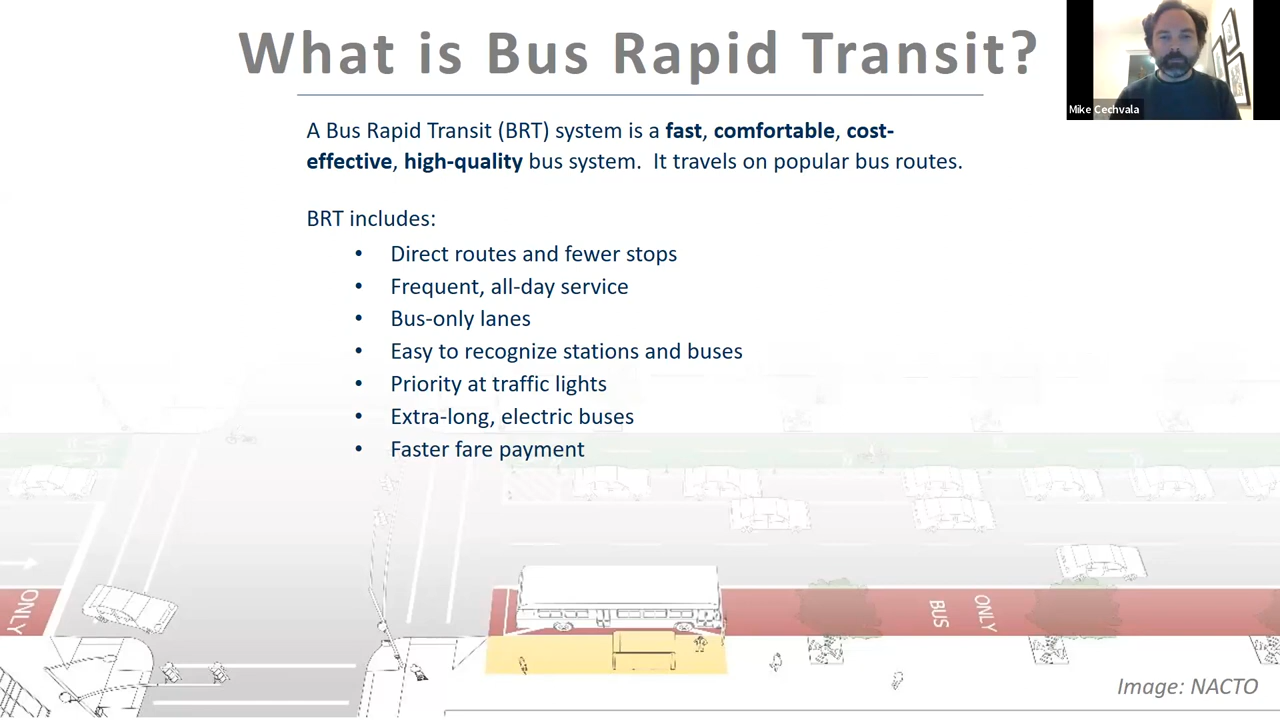 What is Bus Rapid Transit?
Mike Cechvala
A Bus Rapid Transit (BRT) system is a fast, comfortable, cost-
effective, high-quality bus system.  It travels on popular bus routes.
BRT includes:
• Direct routes and fewer stops
• Frequent, all-day service
• Bus-only lanes
• Easy to recognize stations and buses
• Priority at traffic lights
• Extra-long, electric buses
• Faster fare payment
ONLY
BUS
ONLY
Image: NACTO